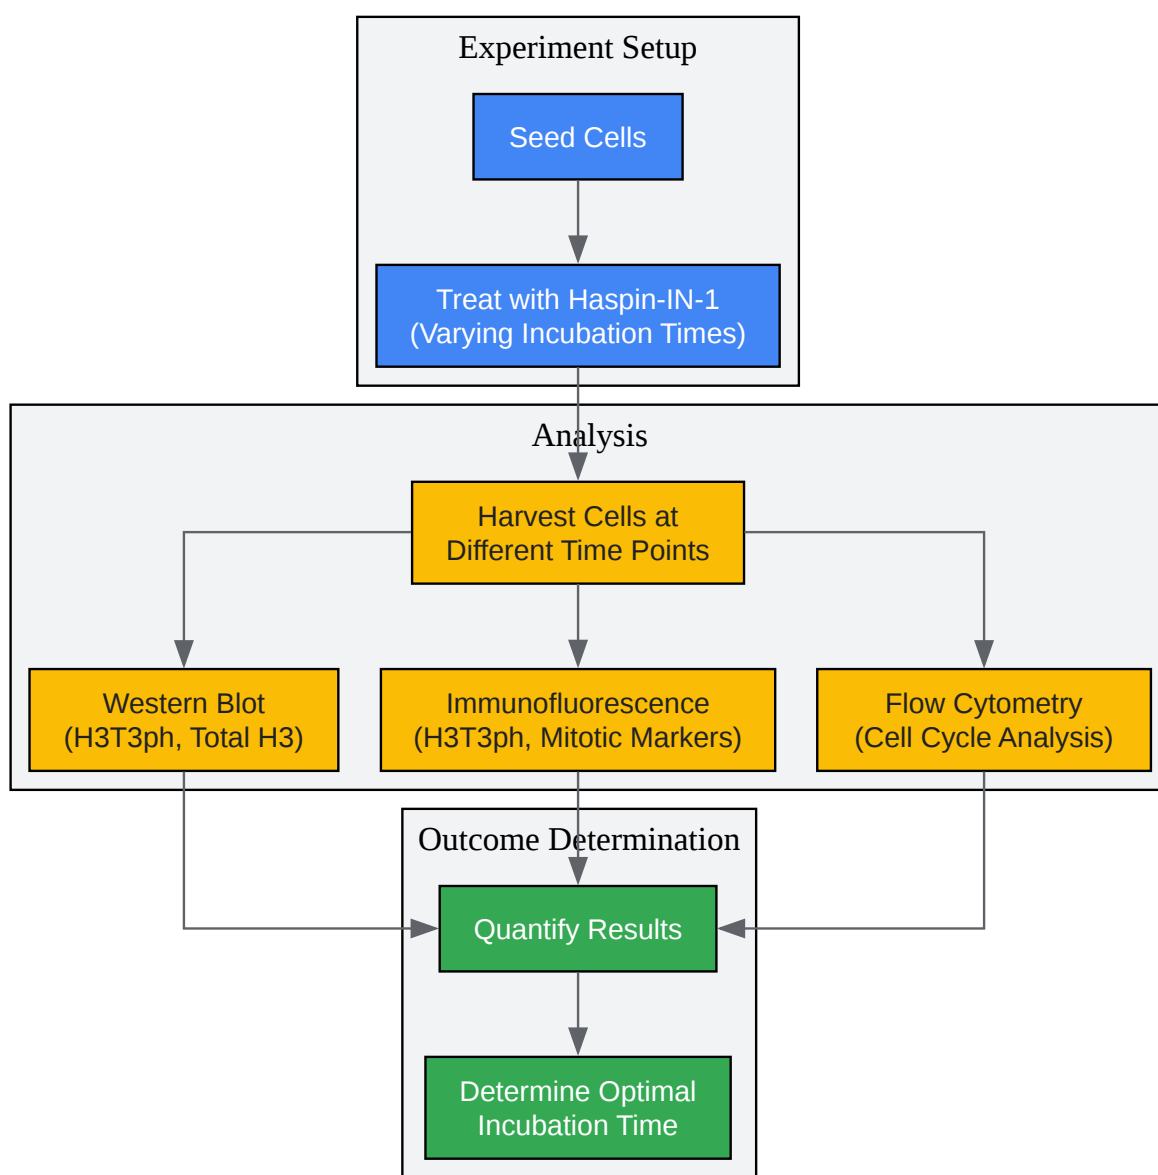 Experiment Setup
Seed Cells
Treat with Haspin-IN-1
(Varying Incubation Times)
Analysis
Harvest Cells at
Different Time Points
Western Blot
(H3T3ph, Total H3)
Immunofluorescence
(H3T3ph, Mitotic Markers)
Flow Cytometry
(Cell Cycle Analysis)
Outcome Determination
Quantify Results
Determine Optimal
Incubation Time